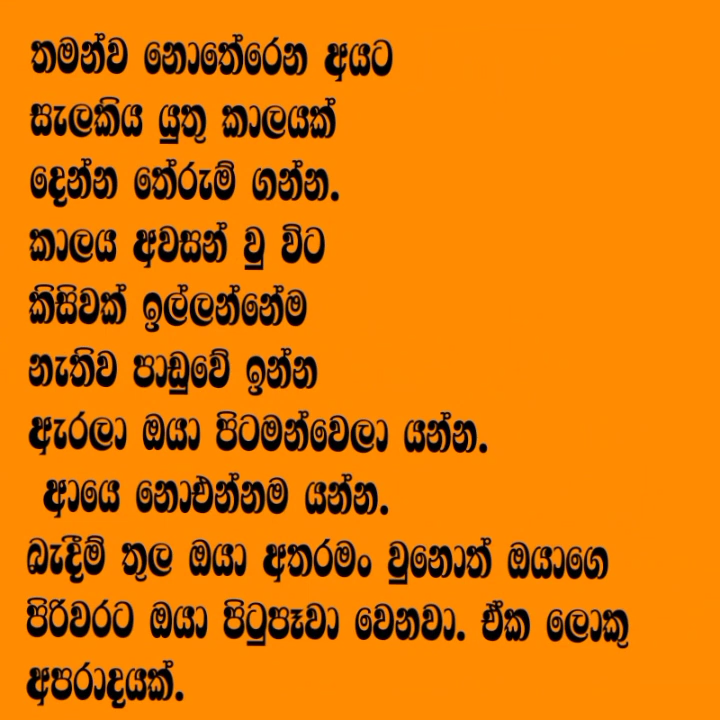 තමන්ව නොතේරෙන අයට
සැලකිය යුතු කාලයක්
දෙන්න තේරුම් ගන්න.
කාලය අවසන් වු විට
කිසිවක් ඉල්ලන්නේම
නැතිව පාඩුවේ ඉන්න
ඇරලා ඔයා පිටමන්වෙලා යන්න.
ආයෙ නොඑන්නම යන්න.
බැදීම් තුල ඔයා අතරමං වුනොත් ඔයාගෙ
පිරිවරට ඔයා පිටුපෑවා වෙනවා. ඒක ලොකු
අපරාදයක්.